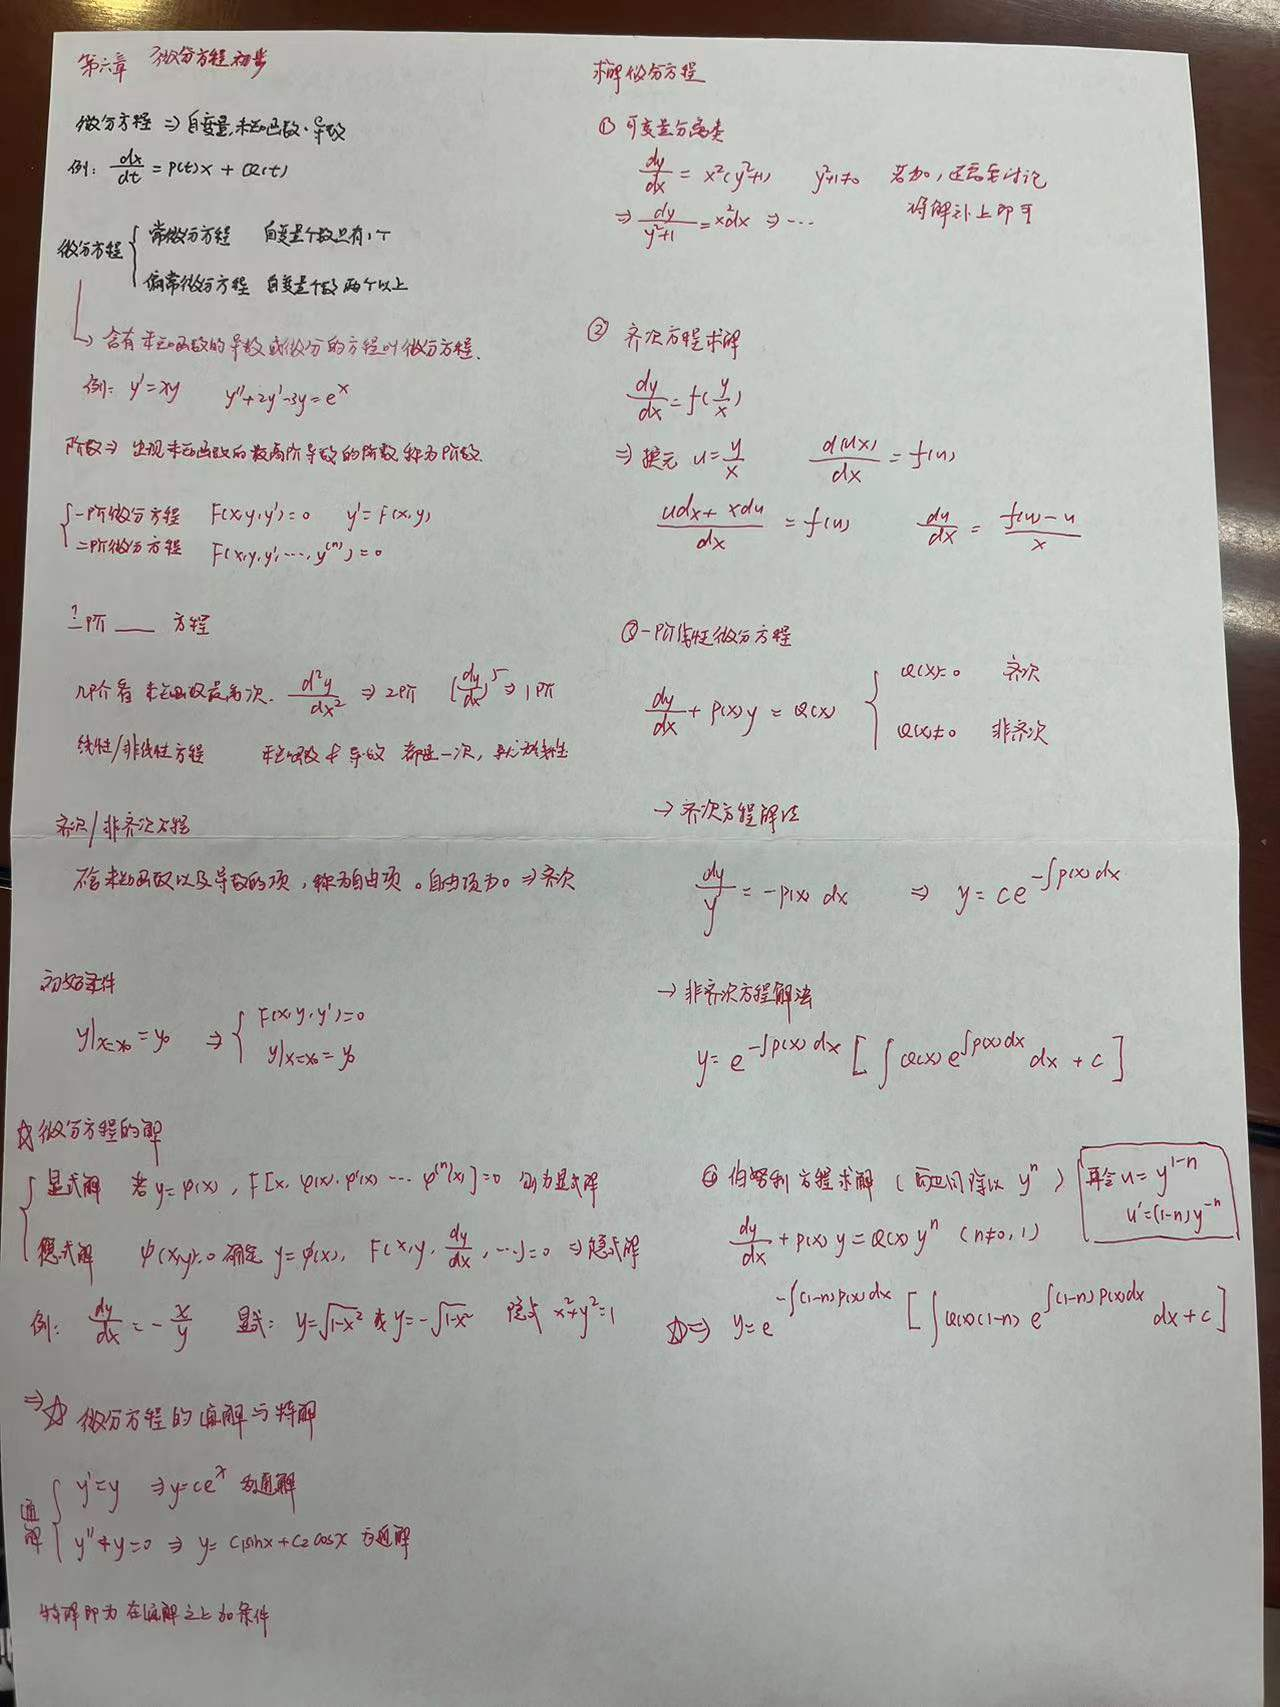 第六章 微分方程初步
微分方程 ⇒ 自变量,未知函数,导数
例: dx/dt = P(t)x + Q(t)
微分方程 { 常微分方程 自变量个数只有1个
偏常微分方程 自变量个数两个以上
↳ 含有未知函数的导数或微分的方程叫微分方程.
例: y'=xy y''+2y'-3y=e^x
阶数⇒ 出现未知函数的最高阶导数的阶数称为阶数.
{ 一阶微分方程 F(x,y,y')=0 y'=f(x,y)
二阶微分方程 F(x,y,y',…,y^(n))=0
?
二阶 ___ 方程
几阶看 未知函数最高次. d²y/dx² ⇒ 2阶 (dy/dx)^5 ⇒ 1阶
线性/非线性方程 未知函数 导数 都是一次,
齐次/非齐次方程
不含未知函数以及导数的项,称为自由项。自由项为0 ⇒ 齐次
初始条件
y|x=x₀ = y₀ ⇒ { F(x,y,y')=0
y|x=x₀ = y₀
☆ 微分方程的解
{ 显式解 若 y=φ(x), F[x,φ(x),φ'(x) … φ^(n)(x)]=0 则为显式解
隐式解 ψ(x,y)=0 确定 y=φ(x), F(x,y,dy/dx,…)=0 ⇒ 隐式解
例: dy/dx = -x/y 显式: y=√1-x² 或 y=-√1-x² 隐式 x²+y²=1
⇒☆ 微分方程的通解与特解
通解 { y'=y ⇒ y=ce^x 为通解
y''+y=0 ⇒ y=c₁sinx+c₂cosx 为通解
特解即为在通解之上加条件
求解微分方程
① 可变量分离类
dy/dx = x²(y²+1) y²+1≠0 若=0,还需要讨论
⇒ dy/y²+1 = x²dx ⇒ … 将解补上即可
② 齐次方程求解
dy/dx = f(y/x)
⇒ 换元 u=y/x d(ux)/dx = f(u)
udx+xdu/dx = f(u) du/dx = f(u)-u/x
③ 一阶线性微分方程
dy/dx + P(x)y = Q(x) { Q(x)=0 齐次
Q(x)≠0 非齐次
→ 齐次方程解法
dy/y = -P(x) dx ⇒ y=ce^-∫P(x)dx
→ 非齐次方程解法
y=e^-∫P(x)dx [∫Q(x)e^∫P(x)dx dx + c]
④ 伯努利方程求解 (两边同除以 y^n) 再令 u=y^1-n
u'=(1-n)y^-n
dy/dx + P(x)y = Q(x)y^n (n≠0,1)
☆⇒ y=e^-∫(1-n)P(x)dx [∫Q(x)(1-n) e^∫(1-n)P(x)dx dx+c]